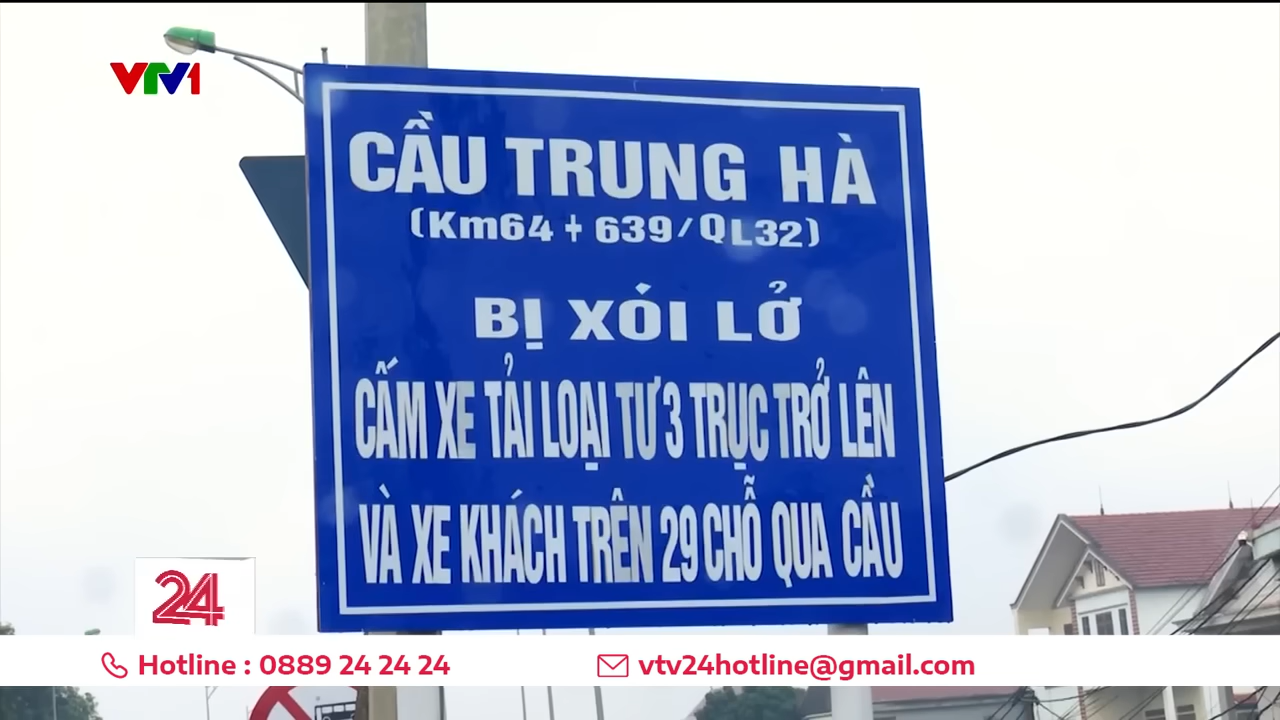 VTV1
CẦU TRUNG HÀ
(Km64 + 639/QL32)
BỊ XÓI LỞ
CẤM XE TẢI LOẠI TƯ 3 TRỤC TRỞ LÊN
VÀ XE KHÁCH TRÊN 29 CHỖ QUA CẦU
24
Hotline : 0889 24 24 24
vtv24hotline@gmail.com